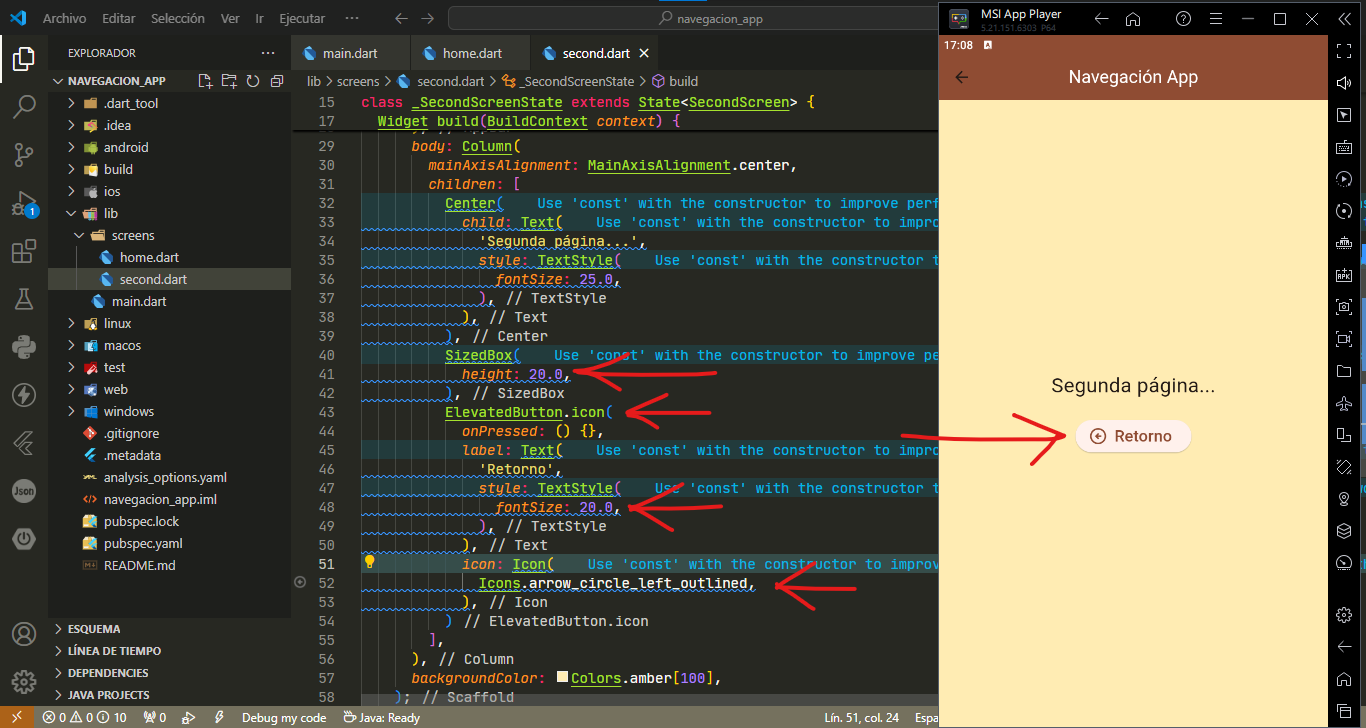 Archivo Editar Selección Ver Ir Ejecutar ··· navegacion_app
MSI App Player
5.21.151.6303 P64
EXPLORADOR ···
NAVEGACION_APP
.dart_tool
.idea
android
build
ios
lib
screens
home.dart
second.dart
main.dart
linux
macos
test
web
windows
.gitignore
.metadata
analysis_options.yaml
navegacion_app.iml
pubspec.lock
pubspec.yaml
README.md
ESQUEMA
LÍNEA DE TIEMPO
DEPENDENCIES
JAVA PROJECTS
main.dart home.dart second.dart
lib > screens > second.dart > _SecondScreenState > build
15 class _SecondScreenState extends State<SecondScreen> {
17 Widget build(BuildContext context) {
29 body: Column(
30 mainAxisAlignment: MainAxisAlignment.center,
31 children: [
32 Center( Use 'const' with the constructor to improve perf
33 child: Text( Use 'const' with the constructor to impro
34 'Segunda página...',
35 style: TextStyle( Use 'const' with the constructor t
36 fontSize: 25.0,
37 ), // TextStyle
38 ), // Text
39 ), // Center
40 SizedBox( Use 'const' with the constructor to improve pe
41 height: 20.0,
42 ), // SizedBox
43 ElevatedButton.icon(
44 onPressed: () {},
45 label: Text( Use 'const' with the constructor to impro
46 'Retorno',
47 style: TextStyle( Use 'const' with the constructor t
48 fontSize: 20.0,
49 ), // TextStyle
50 ), // Text
51 icon: Icon( Use 'const' with the constructor to improv
52 Icons.arrow_circle_left_outlined,
53 ), // Icon
54 ) // ElevatedButton.icon
55 ],
56 ), // Column
57 backgroundColor: Colors.amber[100],
58 ); // Scaffold
17:08
Navegación App
Segunda página...
Retorno
1
Json
APK
0 0 10 0 Debug my code Java: Ready Lín. 51, col. 24 Espa